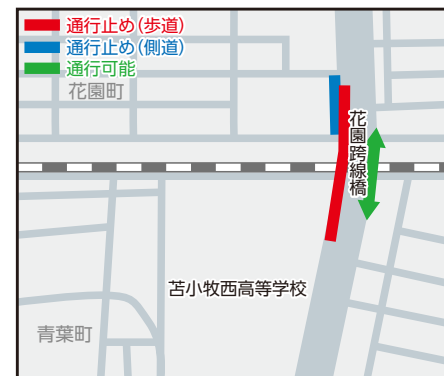 通行止め(歩道)
通行止め(側道)
通行可能
花園町
花園跨線橋
苫小牧西高等学校
青葉町